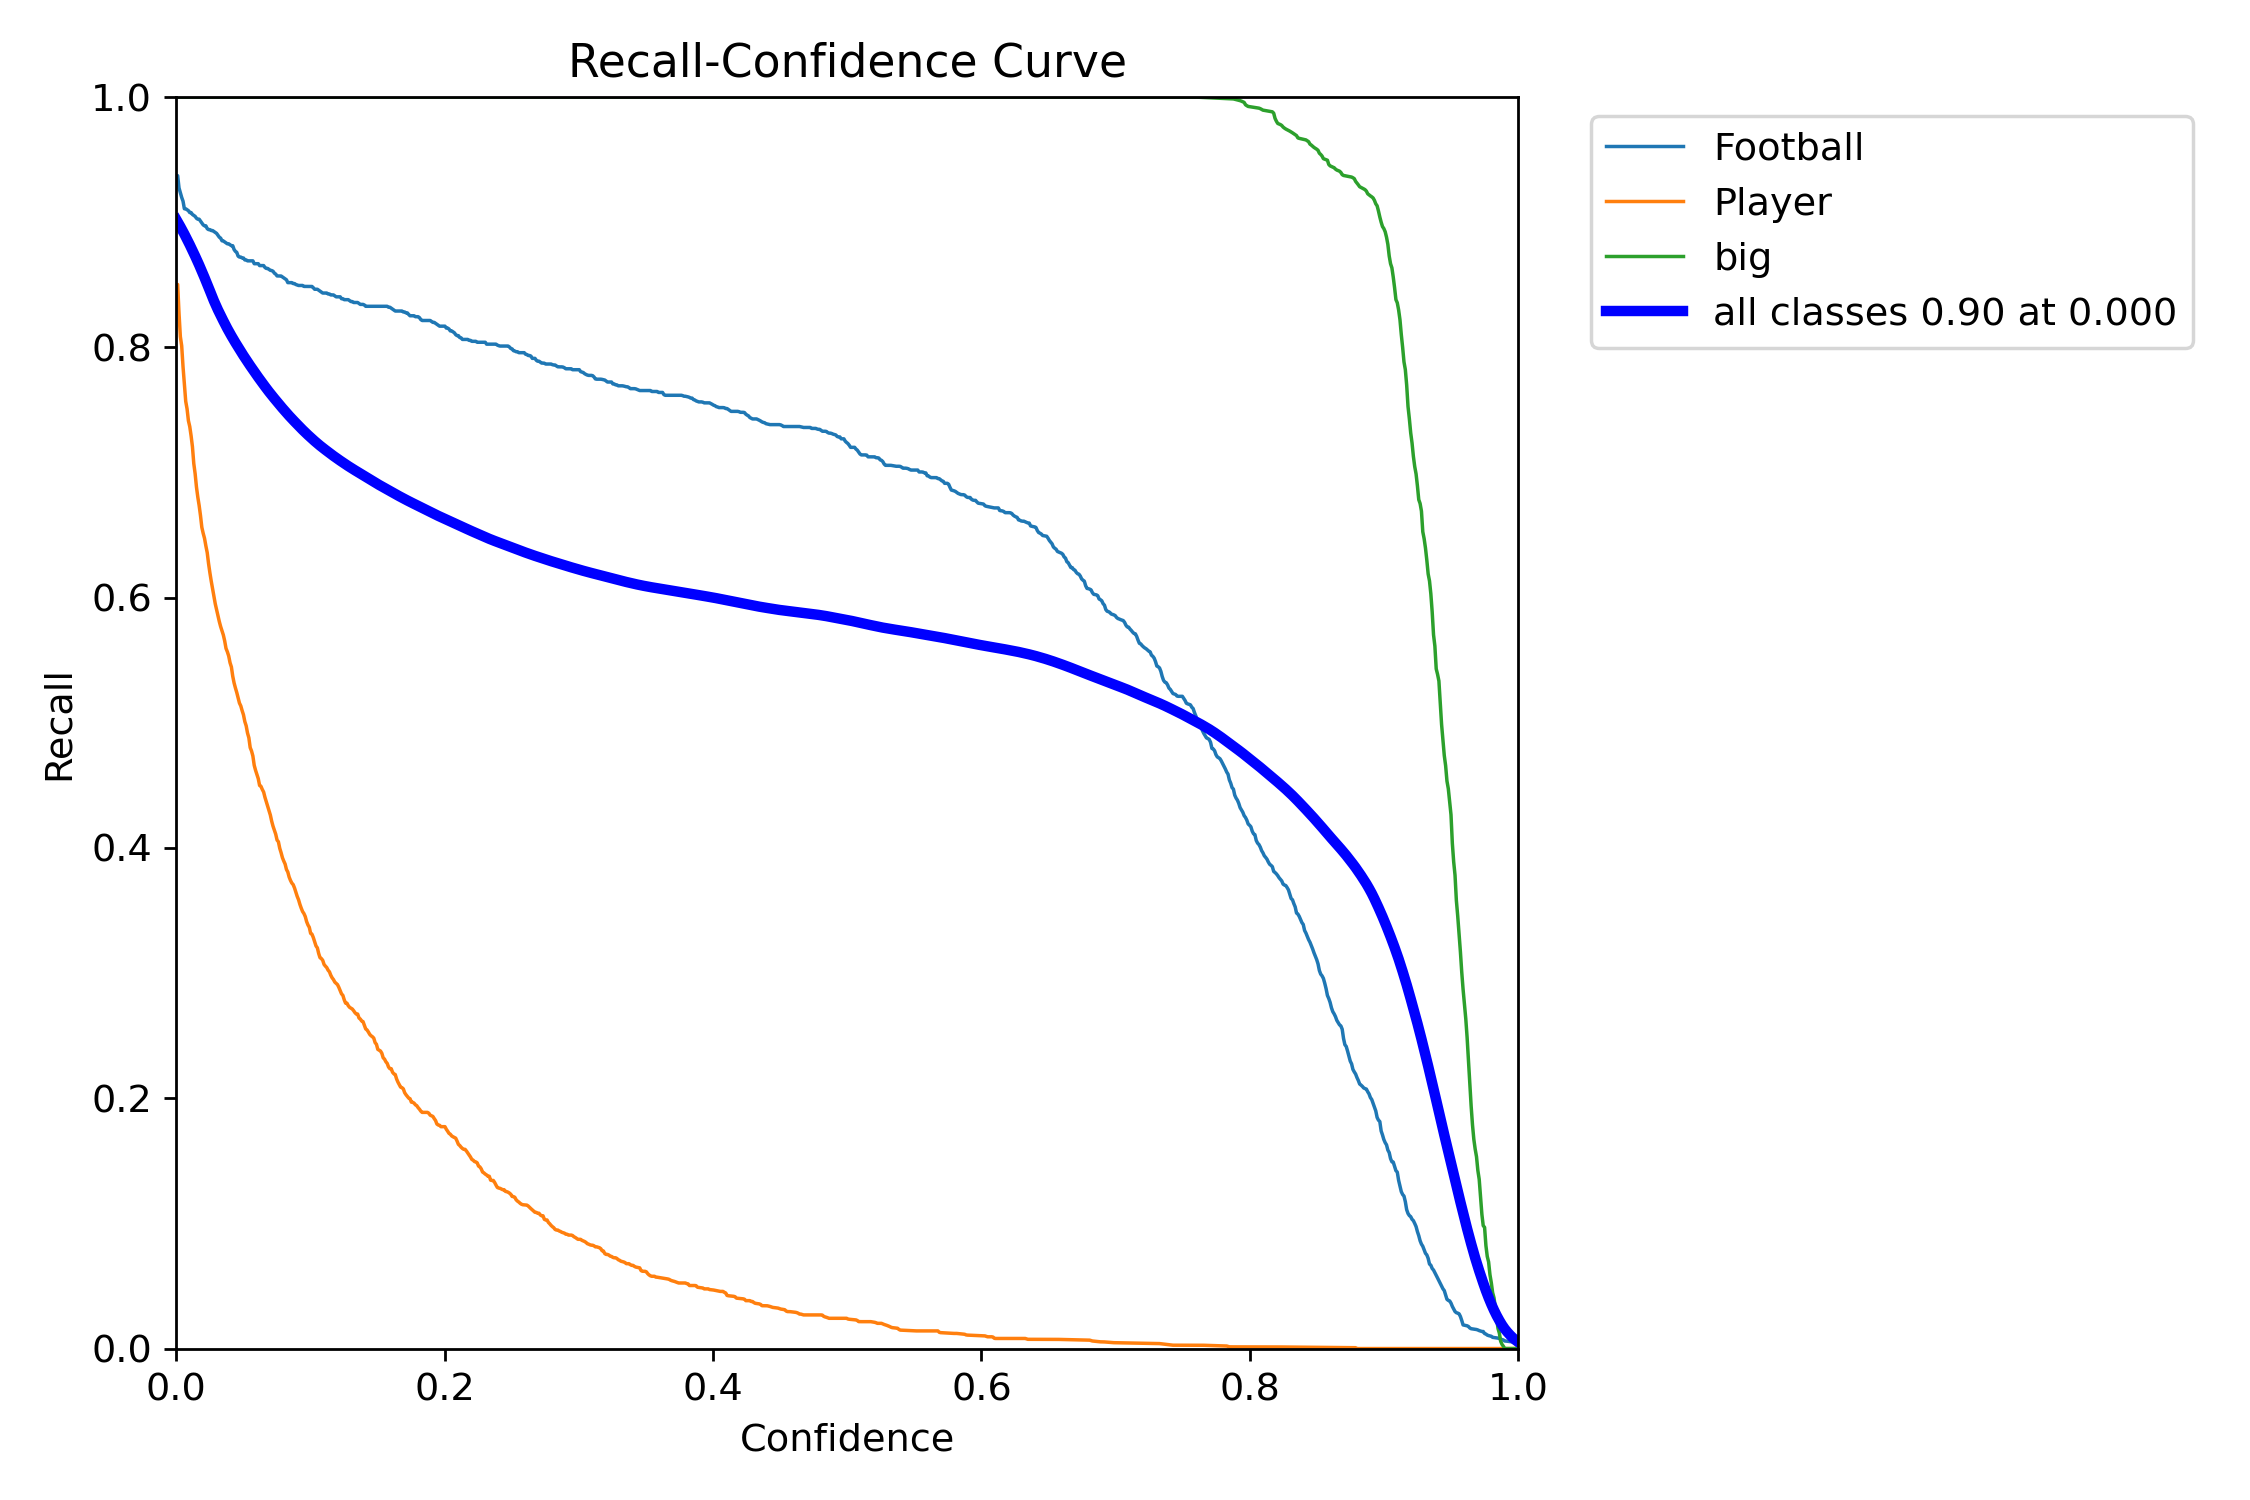 Recall-Confidence Curve
1.0
0.8
0.6
0.4
0.2
0.0
Recall
0.0 0.2 0.4 0.6 0.8 1.0
Confidence
Football
Player
big
all classes 0.90 at 0.000